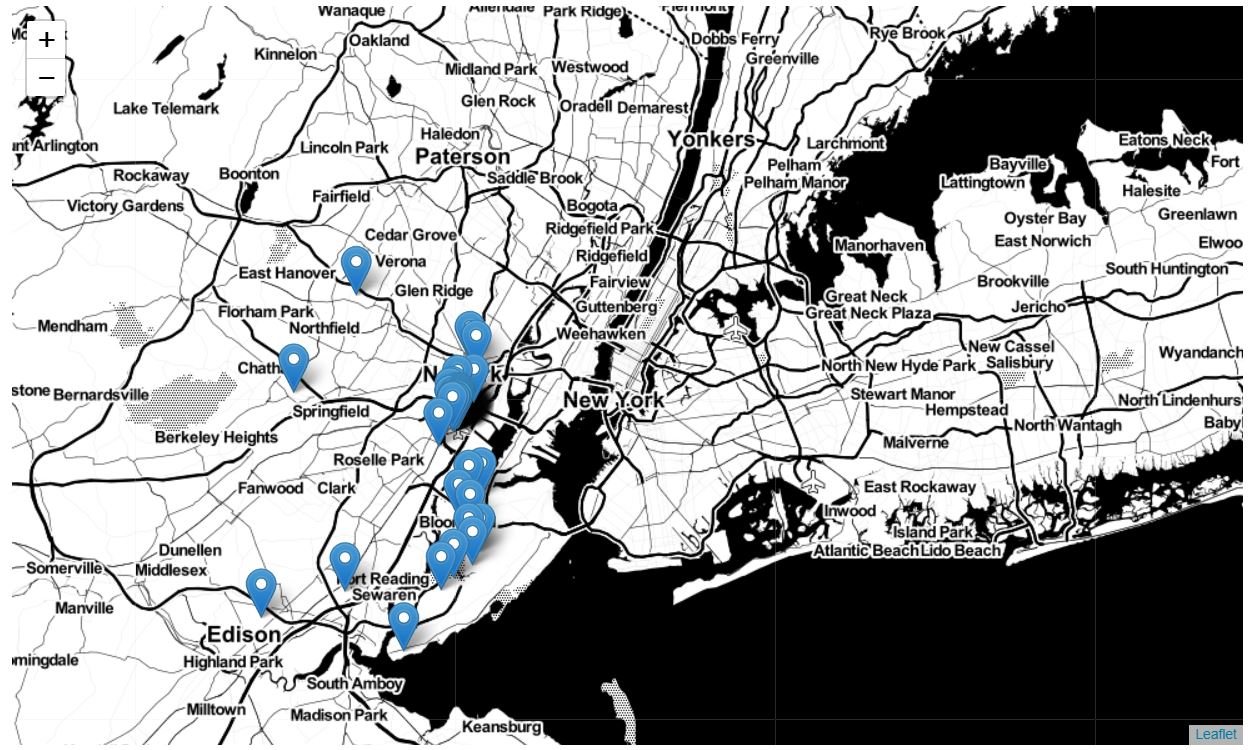 Wanaque
Allendale
Park Ridge
Piermont
+
Oakland
Dobbs Ferry
Rye Brook
Kinnelon
Greenville
−
Midland Park
Westwood
Lake Telemark
Glen Rock
Oradell
Demarest
Haledon
Yonkers
Eatons Neck
unt Arlington
Lincoln Park
Larchmont
Paterson
Pelham
Bayville
Fort
Rockaway
Boonton
Saddle Brook
Pelham Manor
Lattingtown
Halesite
Fairfield
Victory Gardens
Bogota
Oyster Bay
Greenlawn
Cedar Grove
Ridgefield Park
Manorhaven
East Norwich
Elwoo
Verona
Ridgefield
East Hanover
Fairview
Brookville
South Huntington
Glen Ridge
Great Neck
Florham Park
Guttenberg
Great Neck Plaza
Jericho
Mendham
Northfield
Weehawken
New Cassel
Chath
N
k
North New Hyde Park
Salisbury
Wyandanch
stone
Bernardsville
New York
Stewart Manor
North Lindenhurst
Springfield
Hempstead
North Wantagh
Baby
Berkeley Heights
Malverne
Roselle Park
Fanwood
Clark
East Rockaway
Inwood
Bloo
Island Park
Dunellen
Atlantic Beach
Lido Beach
Somerville
Middlesex
ort Reading
Manville
Sewaren
Edison
mingdale
Highland Park
South Amboy
Milltown
Madison Park
Keansburg
Leaflet